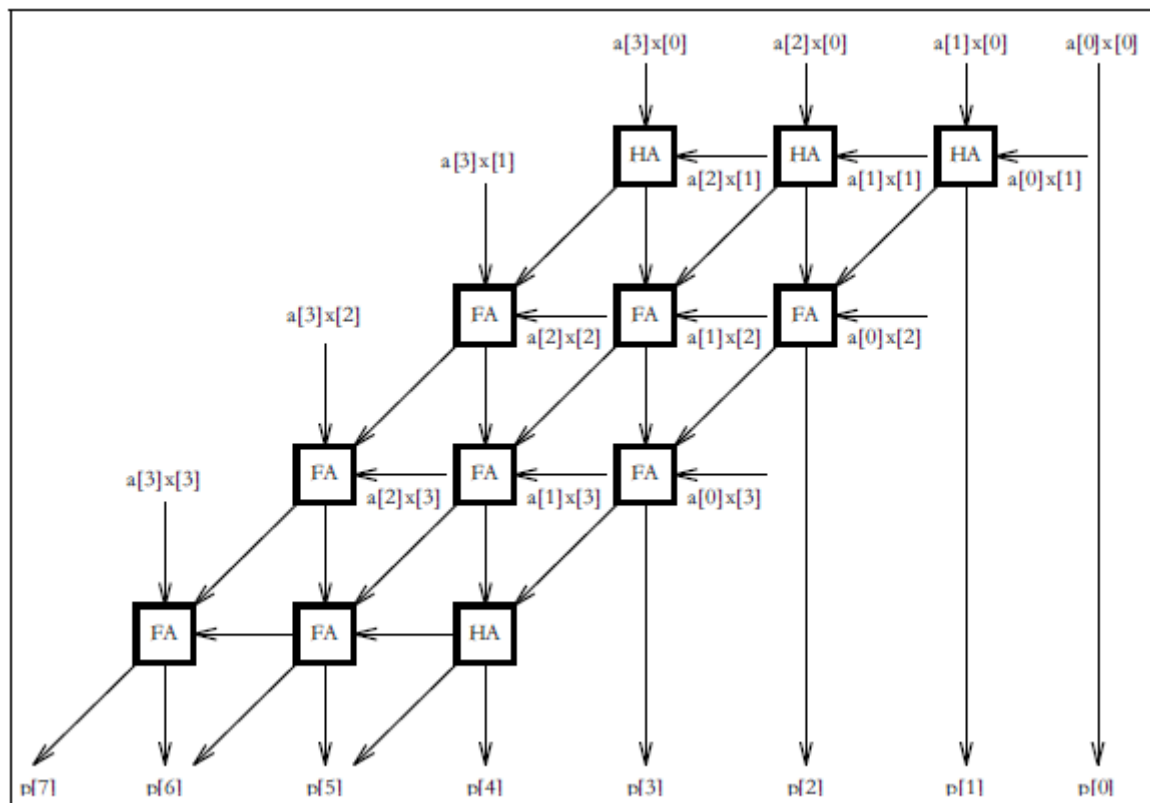 a[3]x[0] a[2]x[0] a[1]x[0] a[0]x[0]
HA HA HA
a[3]x[1]
a[2]x[1] a[1]x[1] a[0]x[1]
a[3]x[2]
FA FA FA
a[2]x[2] a[1]x[2] a[0]x[2]
a[3]x[3]
FA FA FA
a[2]x[3] a[1]x[3] a[0]x[3]
FA FA HA
p[7] p[6] p[5] p[4] p[3] p[2] p[1] p[0]